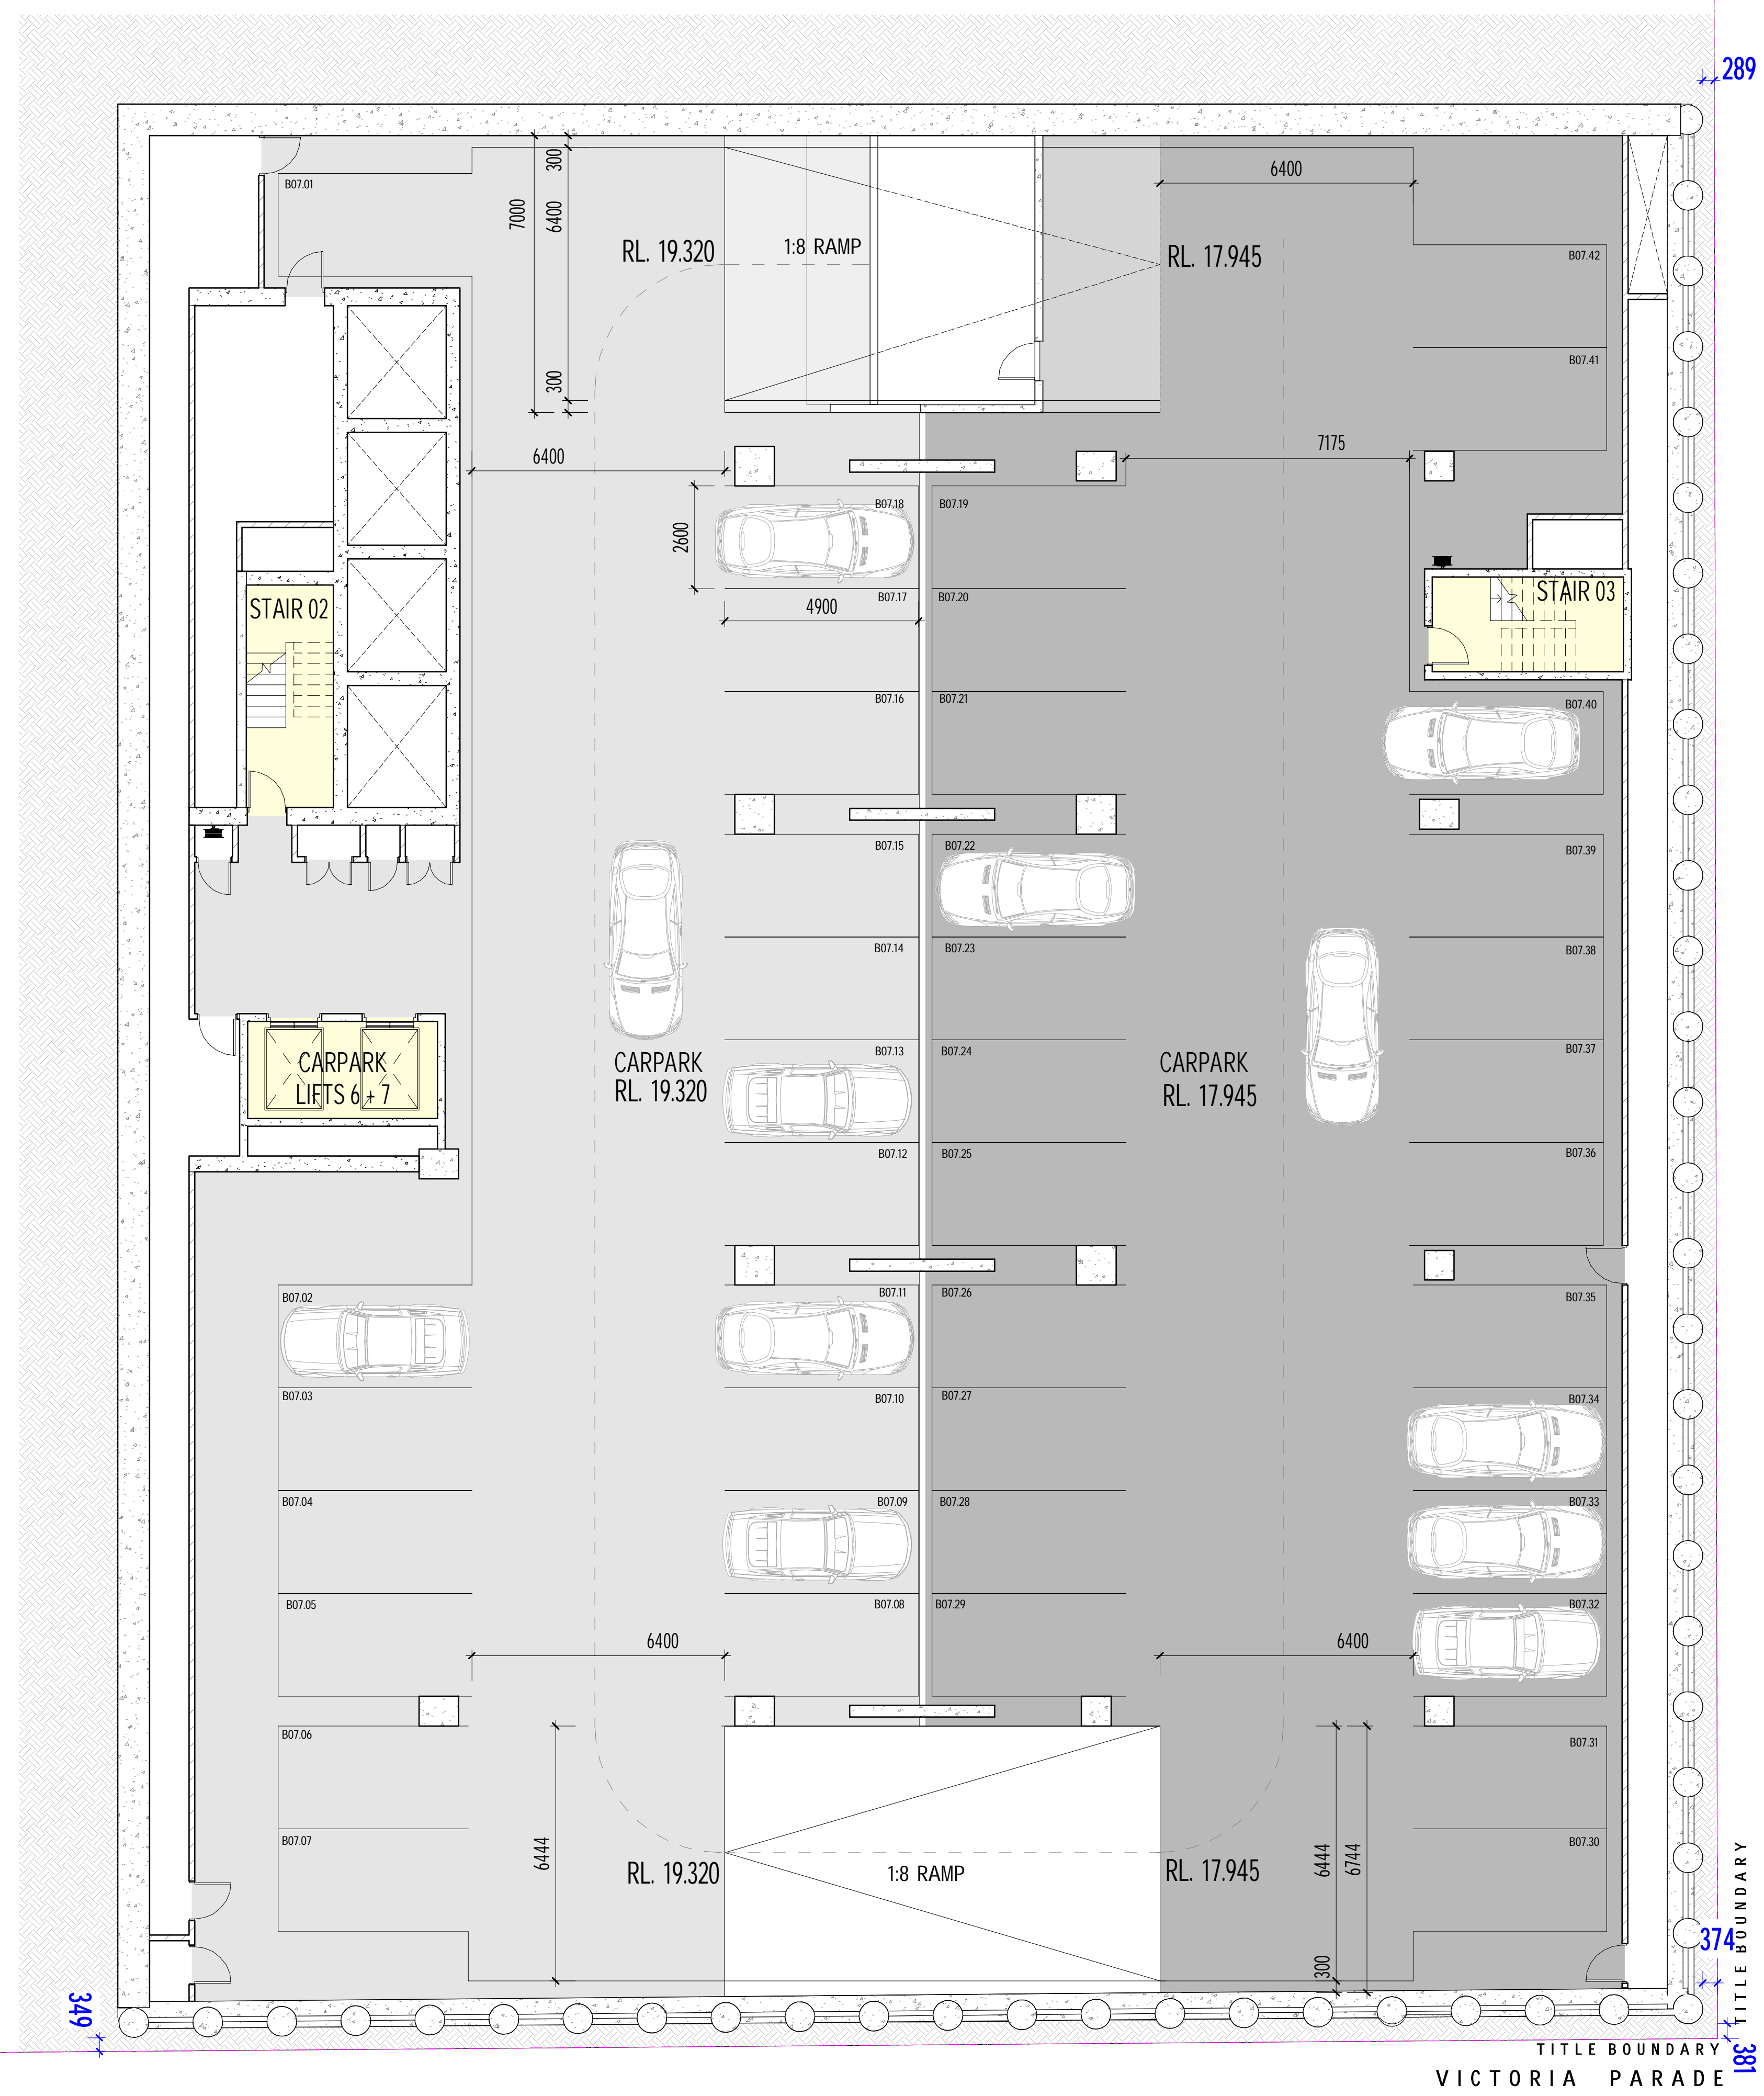 289
B07.01
300
6400
7000
300
RL. 19.320
1:8 RAMP
RL. 17.945
6400
B07.42
B07.41
6400
7175
2600
B07.18
B07.19
4900
B07.17
B07.20
STAIR 02
STAIR 03
B07.16
B07.21
B07.40
B07.15
B07.22
B07.39
B07.14
B07.23
B07.38
B07.13
B07.24
B07.37
CARPARK
LIFTS 6 + 7
CARPARK
RL. 19.320
CARPARK
RL. 17.945
B07.12
B07.25
B07.36
B07.02
B07.11
B07.26
B07.35
B07.03
B07.10
B07.27
B07.34
B07.04
B07.09
B07.28
B07.33
B07.05
B07.08
B07.29
B07.32
6400
6400
B07.06
B07.31
B07.07
B07.30
6444
RL. 19.320
1:8 RAMP
RL. 17.945
6444
6744
300
374
TITLE BOUNDARY
349
381
TITLE BOUNDARY
VICTORIA PARADE